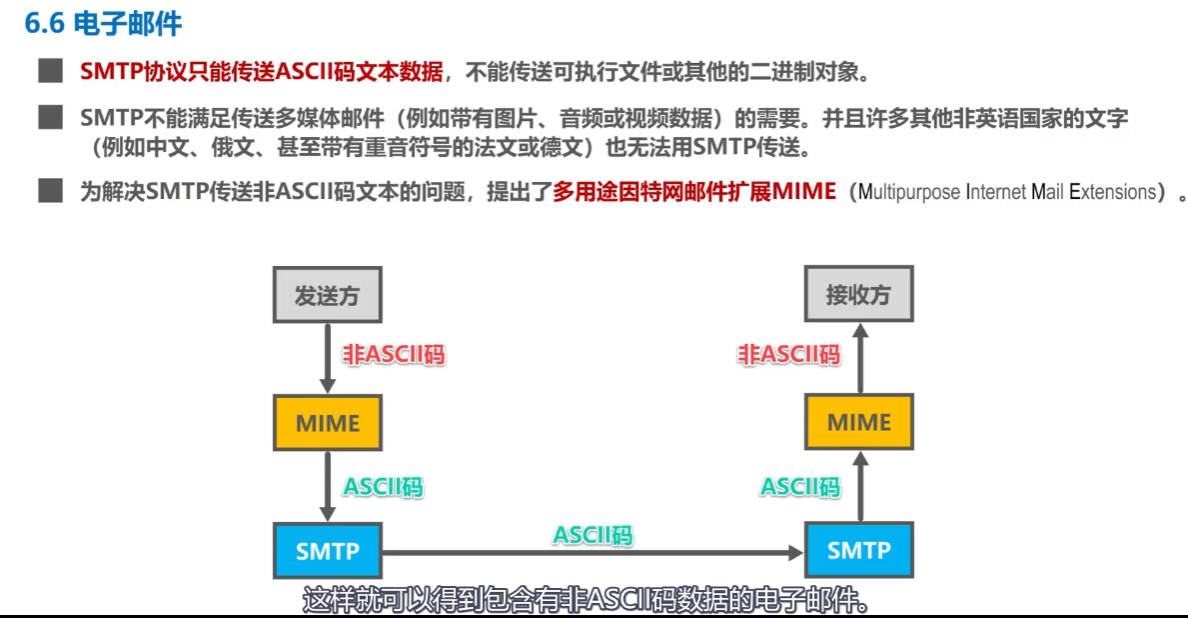 6.6 电子邮件
SMTP协议只能传送ASCII码文本数据，不能传送可执行文件或其他的二进制对象。
SMTP不能满足传送多媒体邮件（例如带有图片、音频或视频数据）的需要。并且许多其他非英语国家的文字
（例如中文、俄文、甚至带有重音符号的法文或德文）也无法用SMTP传送。
为解决SMTP传送非ASCII码文本的问题，提出了多用途因特网邮件扩展MIME（Multipurpose Internet Mail Extensions）。
发送方
接收方
非ASCII码
非ASCII码
MIME
MIME
ASCII码
ASCII码
ASCII码
SMTP
SMTP
这样就可以得到包含有非ASCII码数据的电子邮件。